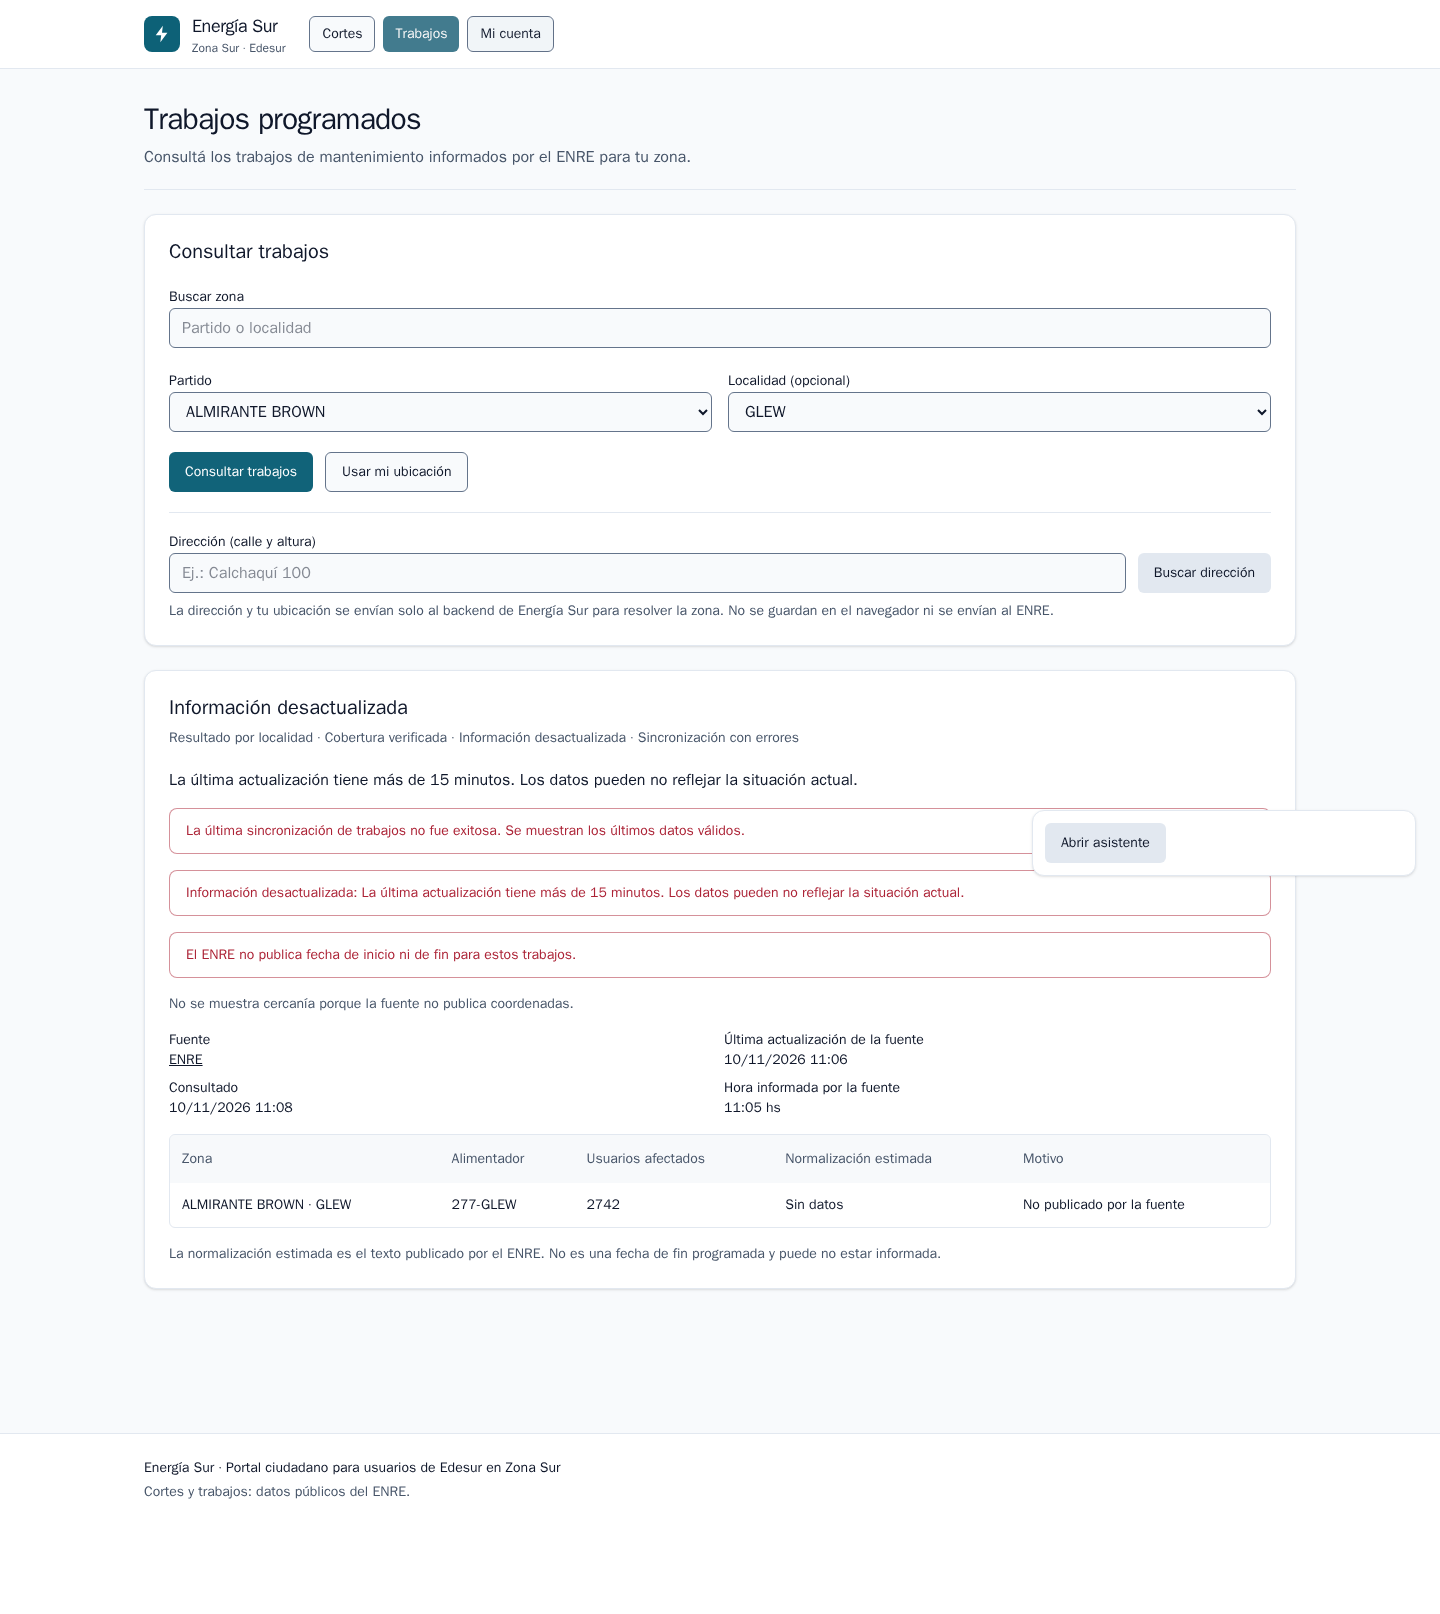 Energía Sur
Zona Sur · Edesur
Cortes
Trabajos
Mi cuenta
Trabajos programados
Consultá los trabajos de mantenimiento informados por el ENRE para tu zona.
Consultar trabajos
Buscar zona
Partido o localidad
Partido
Localidad (opcional)
ALMIRANTE BROWN
GLEW
Consultar trabajos
Usar mi ubicación
Dirección (calle y altura)
Ej.: Calchaquí 100
Buscar dirección
La dirección y tu ubicación se envían solo al backend de Energía Sur para resolver la zona. No se guardan en el navegador ni se envían al ENRE.
Información desactualizada
Resultado por localidad · Cobertura verificada · Información desactualizada · Sincronización con errores
La última actualización tiene más de 15 minutos. Los datos pueden no reflejar la situación actual.
La última sincronización de trabajos no fue exitosa. Se muestran los últimos datos válidos.
Abrir asistente
Información desactualizada: La última actualización tiene más de 15 minutos. Los datos pueden no reflejar la situación actual.
El ENRE no publica fecha de inicio ni de fin para estos trabajos.
No se muestra cercanía porque la fuente no publica coordenadas.
Fuente
ENRE
Última actualización de la fuente
10/11/2026 11:06
Consultado
10/11/2026 11:08
Hora informada por la fuente
11:05 hs
Zona Alimentador Usuarios afectados Normalización estimada Motivo
ALMIRANTE BROWN · GLEW 277-GLEW 2742 Sin datos No publicado por la fuente
La normalización estimada es el texto publicado por el ENRE. No es una fecha de fin programada y puede no estar informada.
Energía Sur · Portal ciudadano para usuarios de Edesur en Zona Sur
Cortes y trabajos: datos públicos del ENRE.